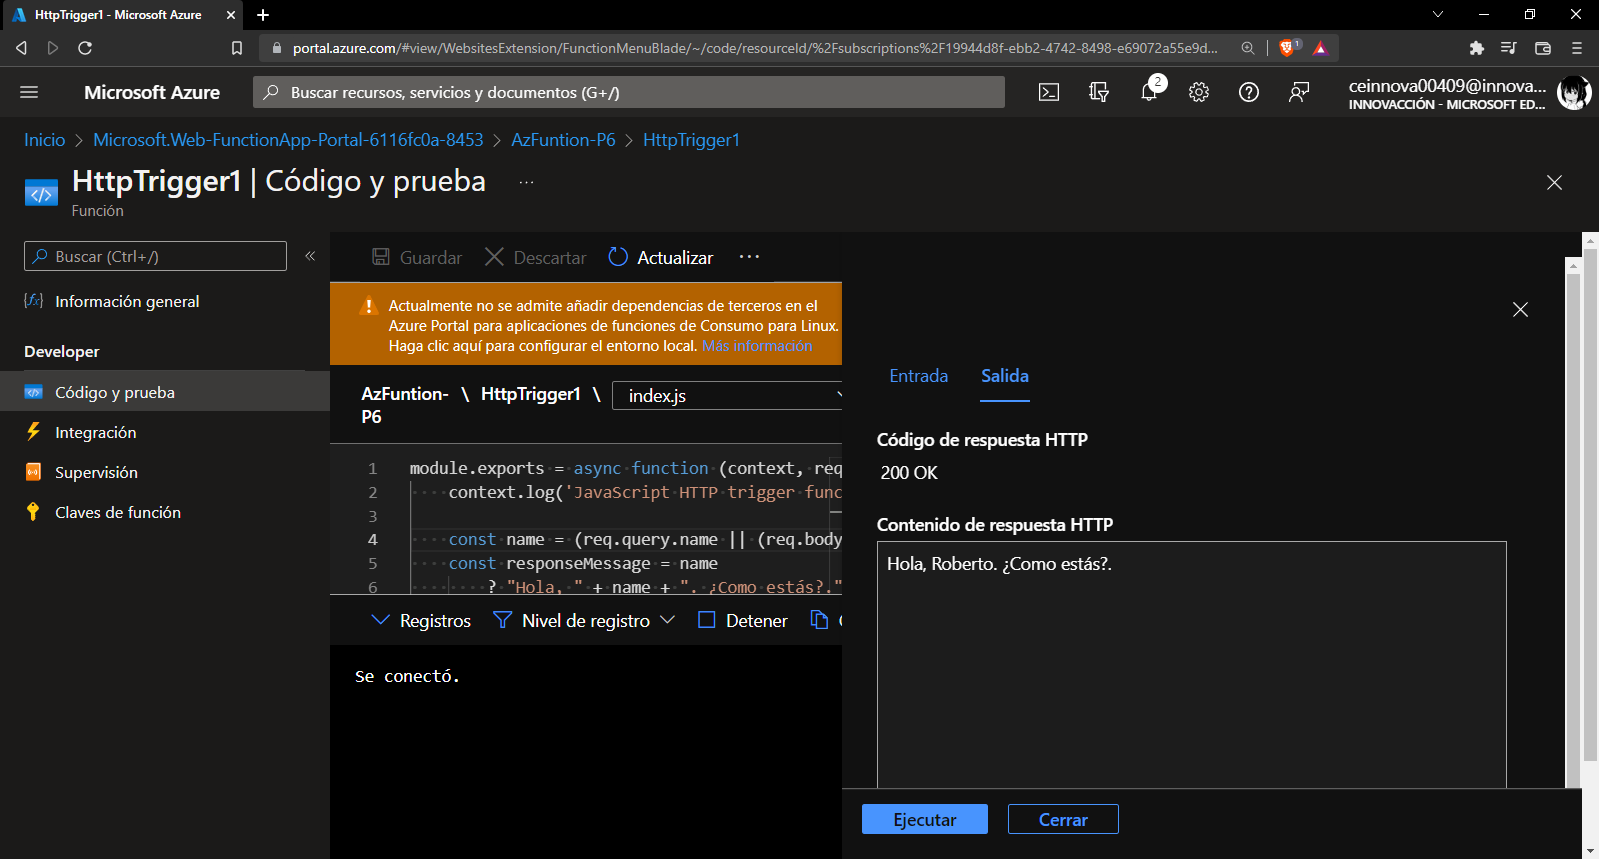 HttpTrigger1 - Microsoft Azure
portal.azure.com/#view/WebsitesExtension/FunctionMenuBlade/~/code/resourceId/%2Fsubscriptions%2F19944d8f-ebb2-4742-8498-e69072a55e9d...
1
Microsoft Azure
Buscar recursos, servicios y documentos (G+/)
2
ceinnova00409@innova...
INNOVACCIÓN - MICROSOFT ED...
Inicio > Microsoft.Web-FunctionApp-Portal-6116fc0a-8453 > AzFuntion-P6 > HttpTrigger1
HttpTrigger1 | Código y prueba ...
Función
Buscar (Ctrl+/)
Información general
Developer
Código y prueba
Integración
Supervisión
Claves de función
Guardar Descartar Actualizar ...
Actualmente no se admite añadir dependencias de terceros en el
Azure Portal para aplicaciones de funciones de Consumo para Linux.
Haga clic aquí para configurar el entorno local. Más información
AzFuntion-P6 \ HttpTrigger1 \ index.js
1 module.exports = async function (context, req
2 context.log('JavaScript HTTP trigger func
3
4 const name = (req.query.name || (req.body
5 const responseMessage = name
6 ? "Hola, " + name + ". ¿Como estás?."
Registros Nivel de registro Detener
Se conectó.
Entrada Salida
Código de respuesta HTTP
200 OK
Contenido de respuesta HTTP
Hola, Roberto. ¿Como estás?.
Ejecutar Cerrar